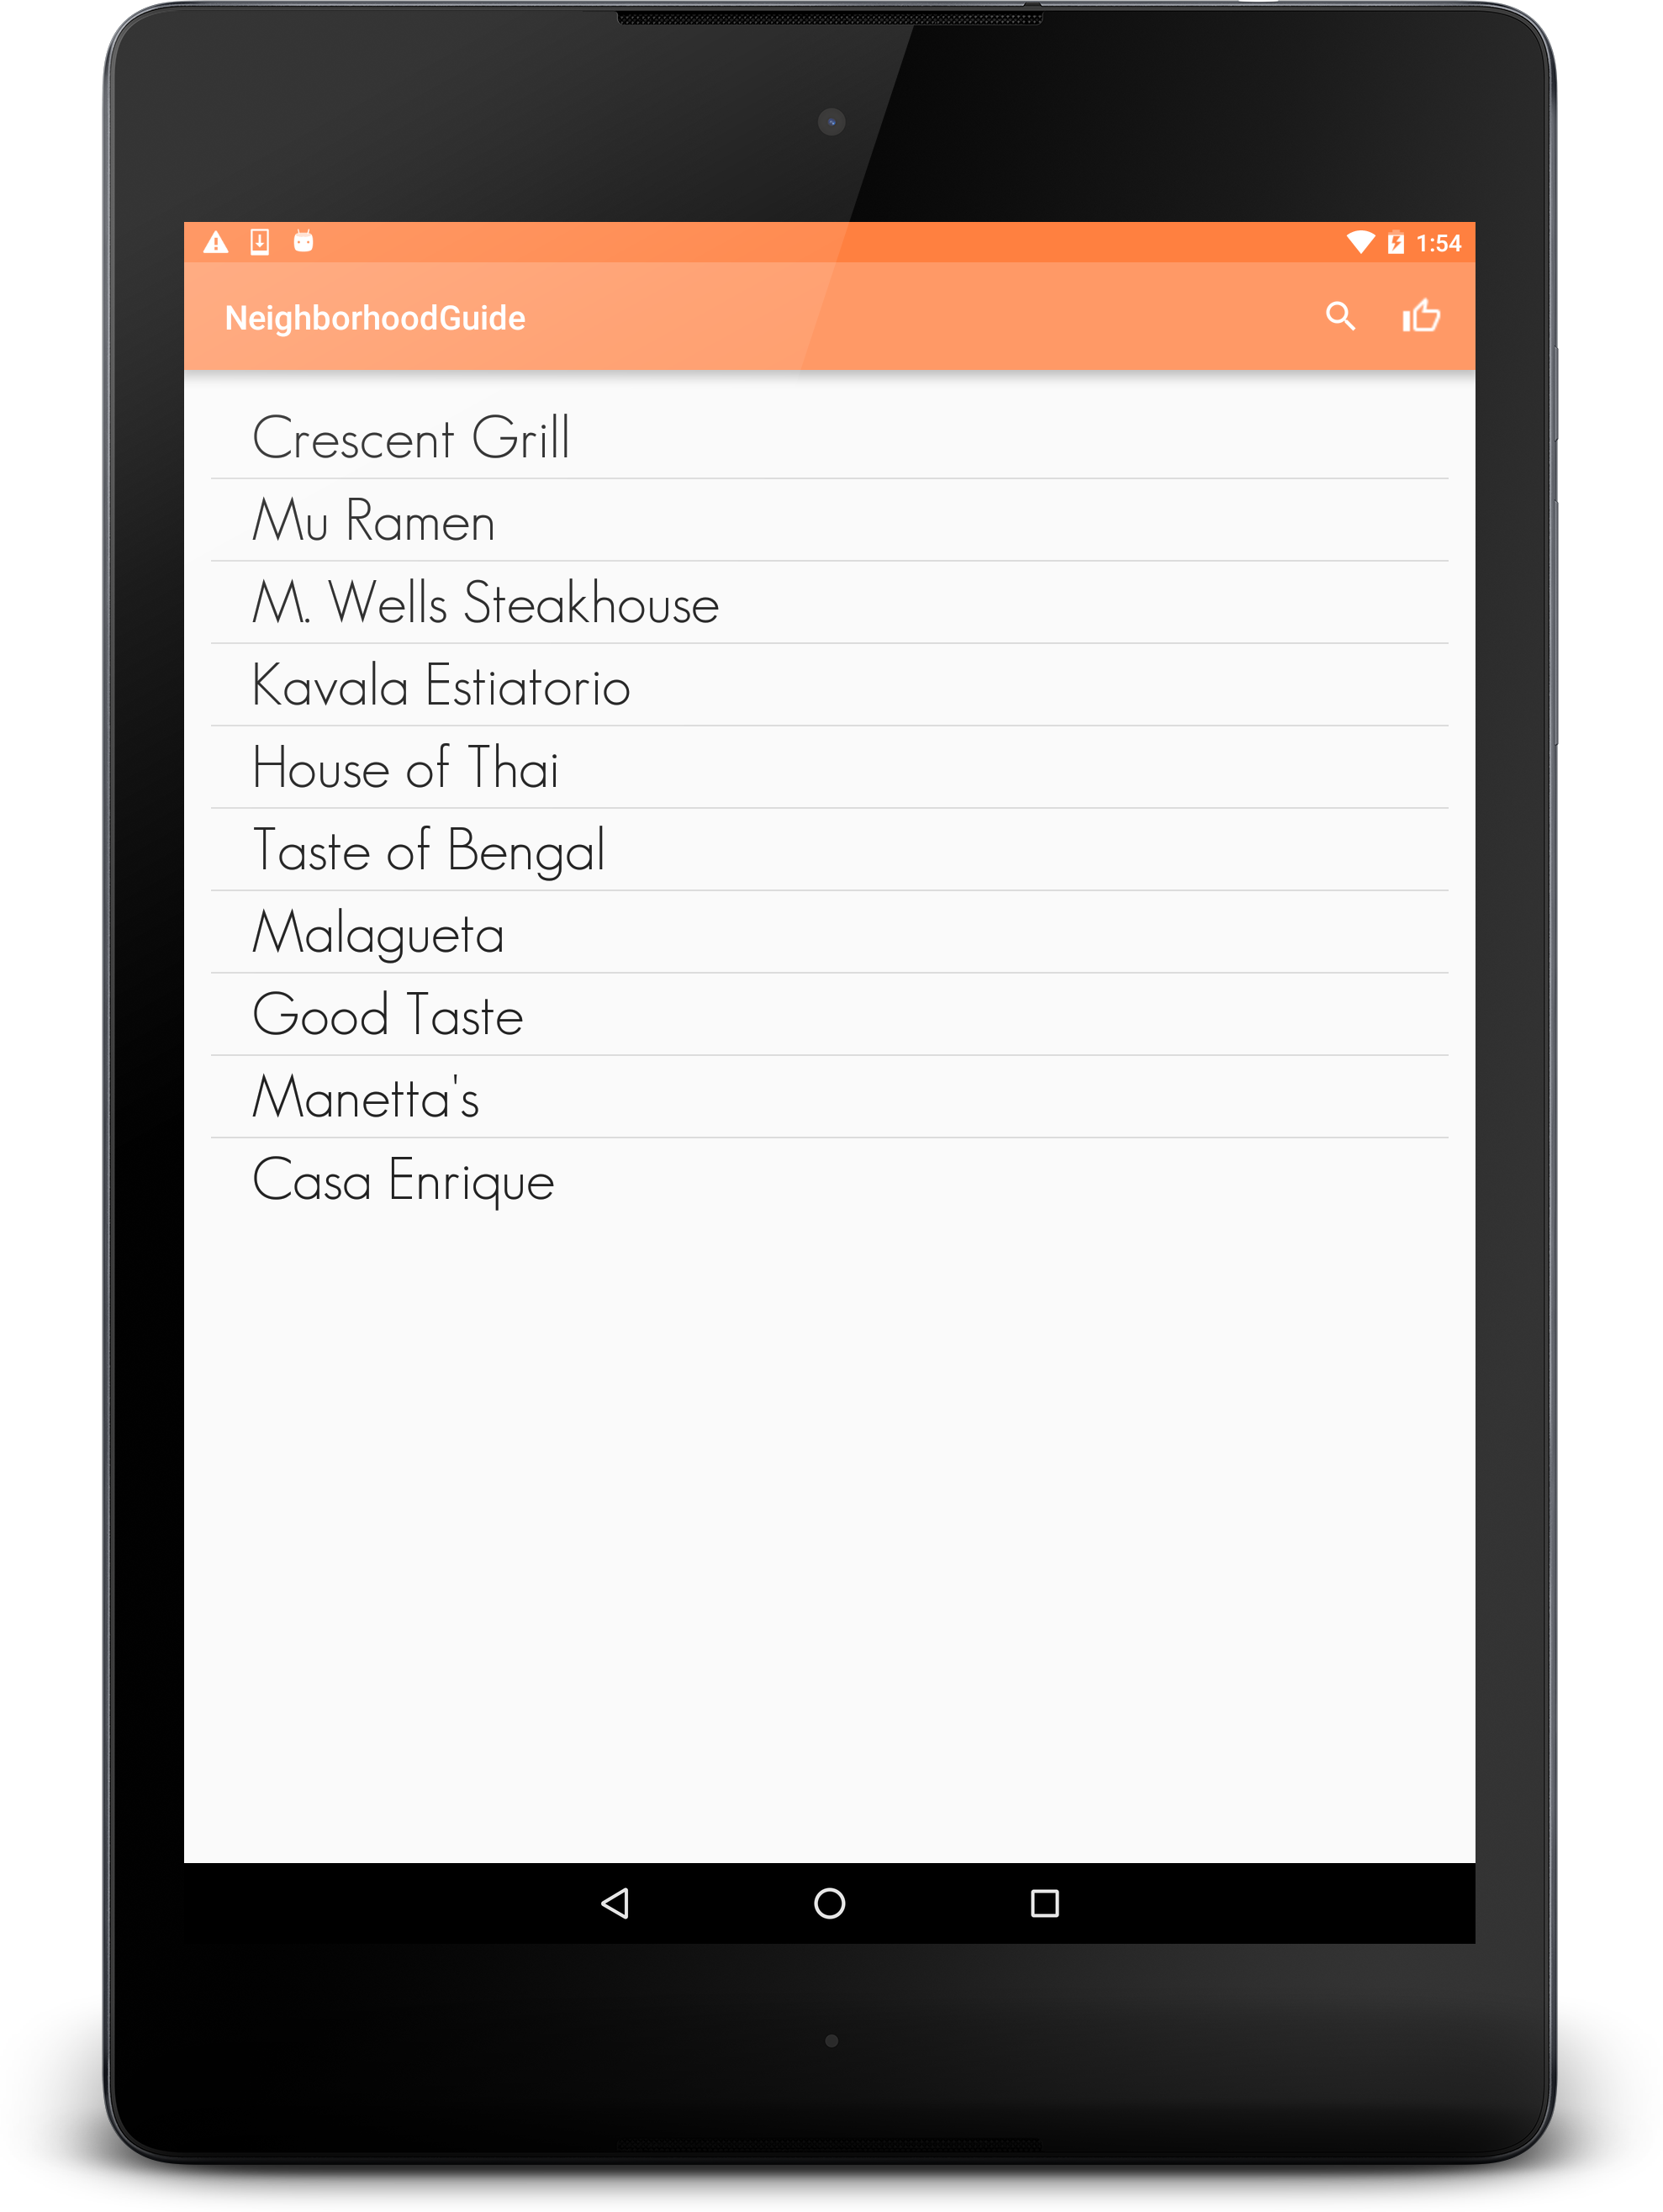 1:54
NeighborhoodGuide
Crescent Grill
Mu Ramen
M. Wells Steakhouse
Kavala Estiatorio
House of Thai
Taste of Bengal
Malagueta
Good Taste
Manetta's
Casa Enrique